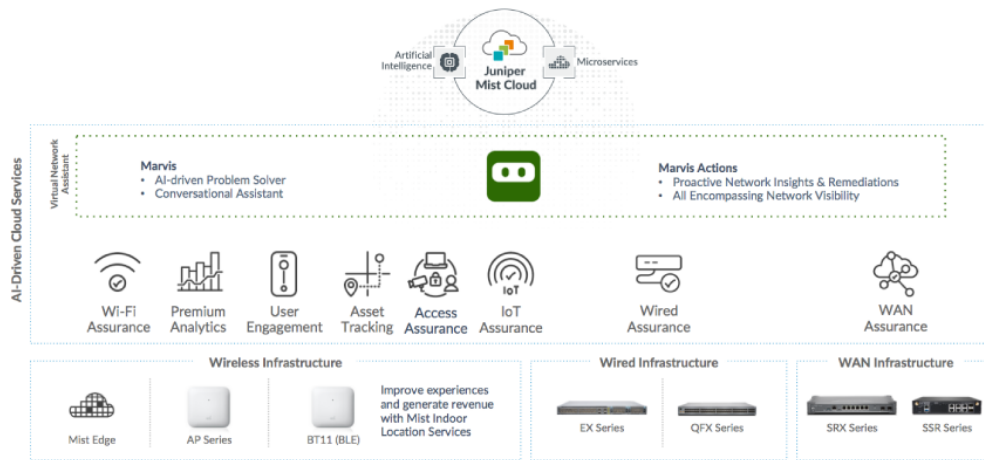 Artificial
Intelligence
Juniper
Mist Cloud
Microservices
AI-Driven Cloud Services
Virtual Network
Assistant
Marvis
• AI-driven Problem Solver
• Conversational Assistant
Marvis Actions
• Proactive Network Insights & Remediations
• All Encompassing Network Visibility
Wi-Fi
Assurance
Premium
Analytics
User
Engagement
Asset
Tracking
Access
Assurance
IoT
IoT
Assurance
Wired
Assurance
WAN
Assurance
Wireless Infrastructure
Mist Edge
AP Series
BT11 (BLE)
Improve experiences
and generate revenue
with Mist Indoor
Location Services
Wired Infrastructure
EX Series
QFX Series
WAN Infrastructure
SRX Series
SSR Series